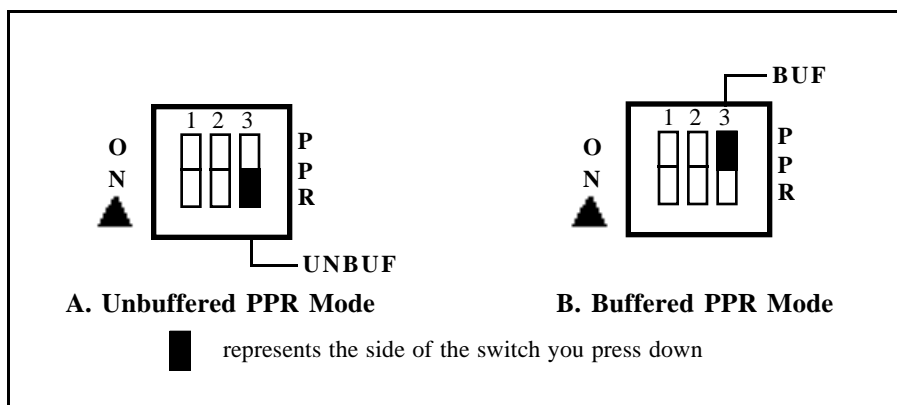 BUF
1 2 3
O
N
P
P
R
UNBUF
A. Unbuffered PPR Mode
1 2 3
O
N
P
P
R
B. Buffered PPR Mode
represents the side of the switch you press down